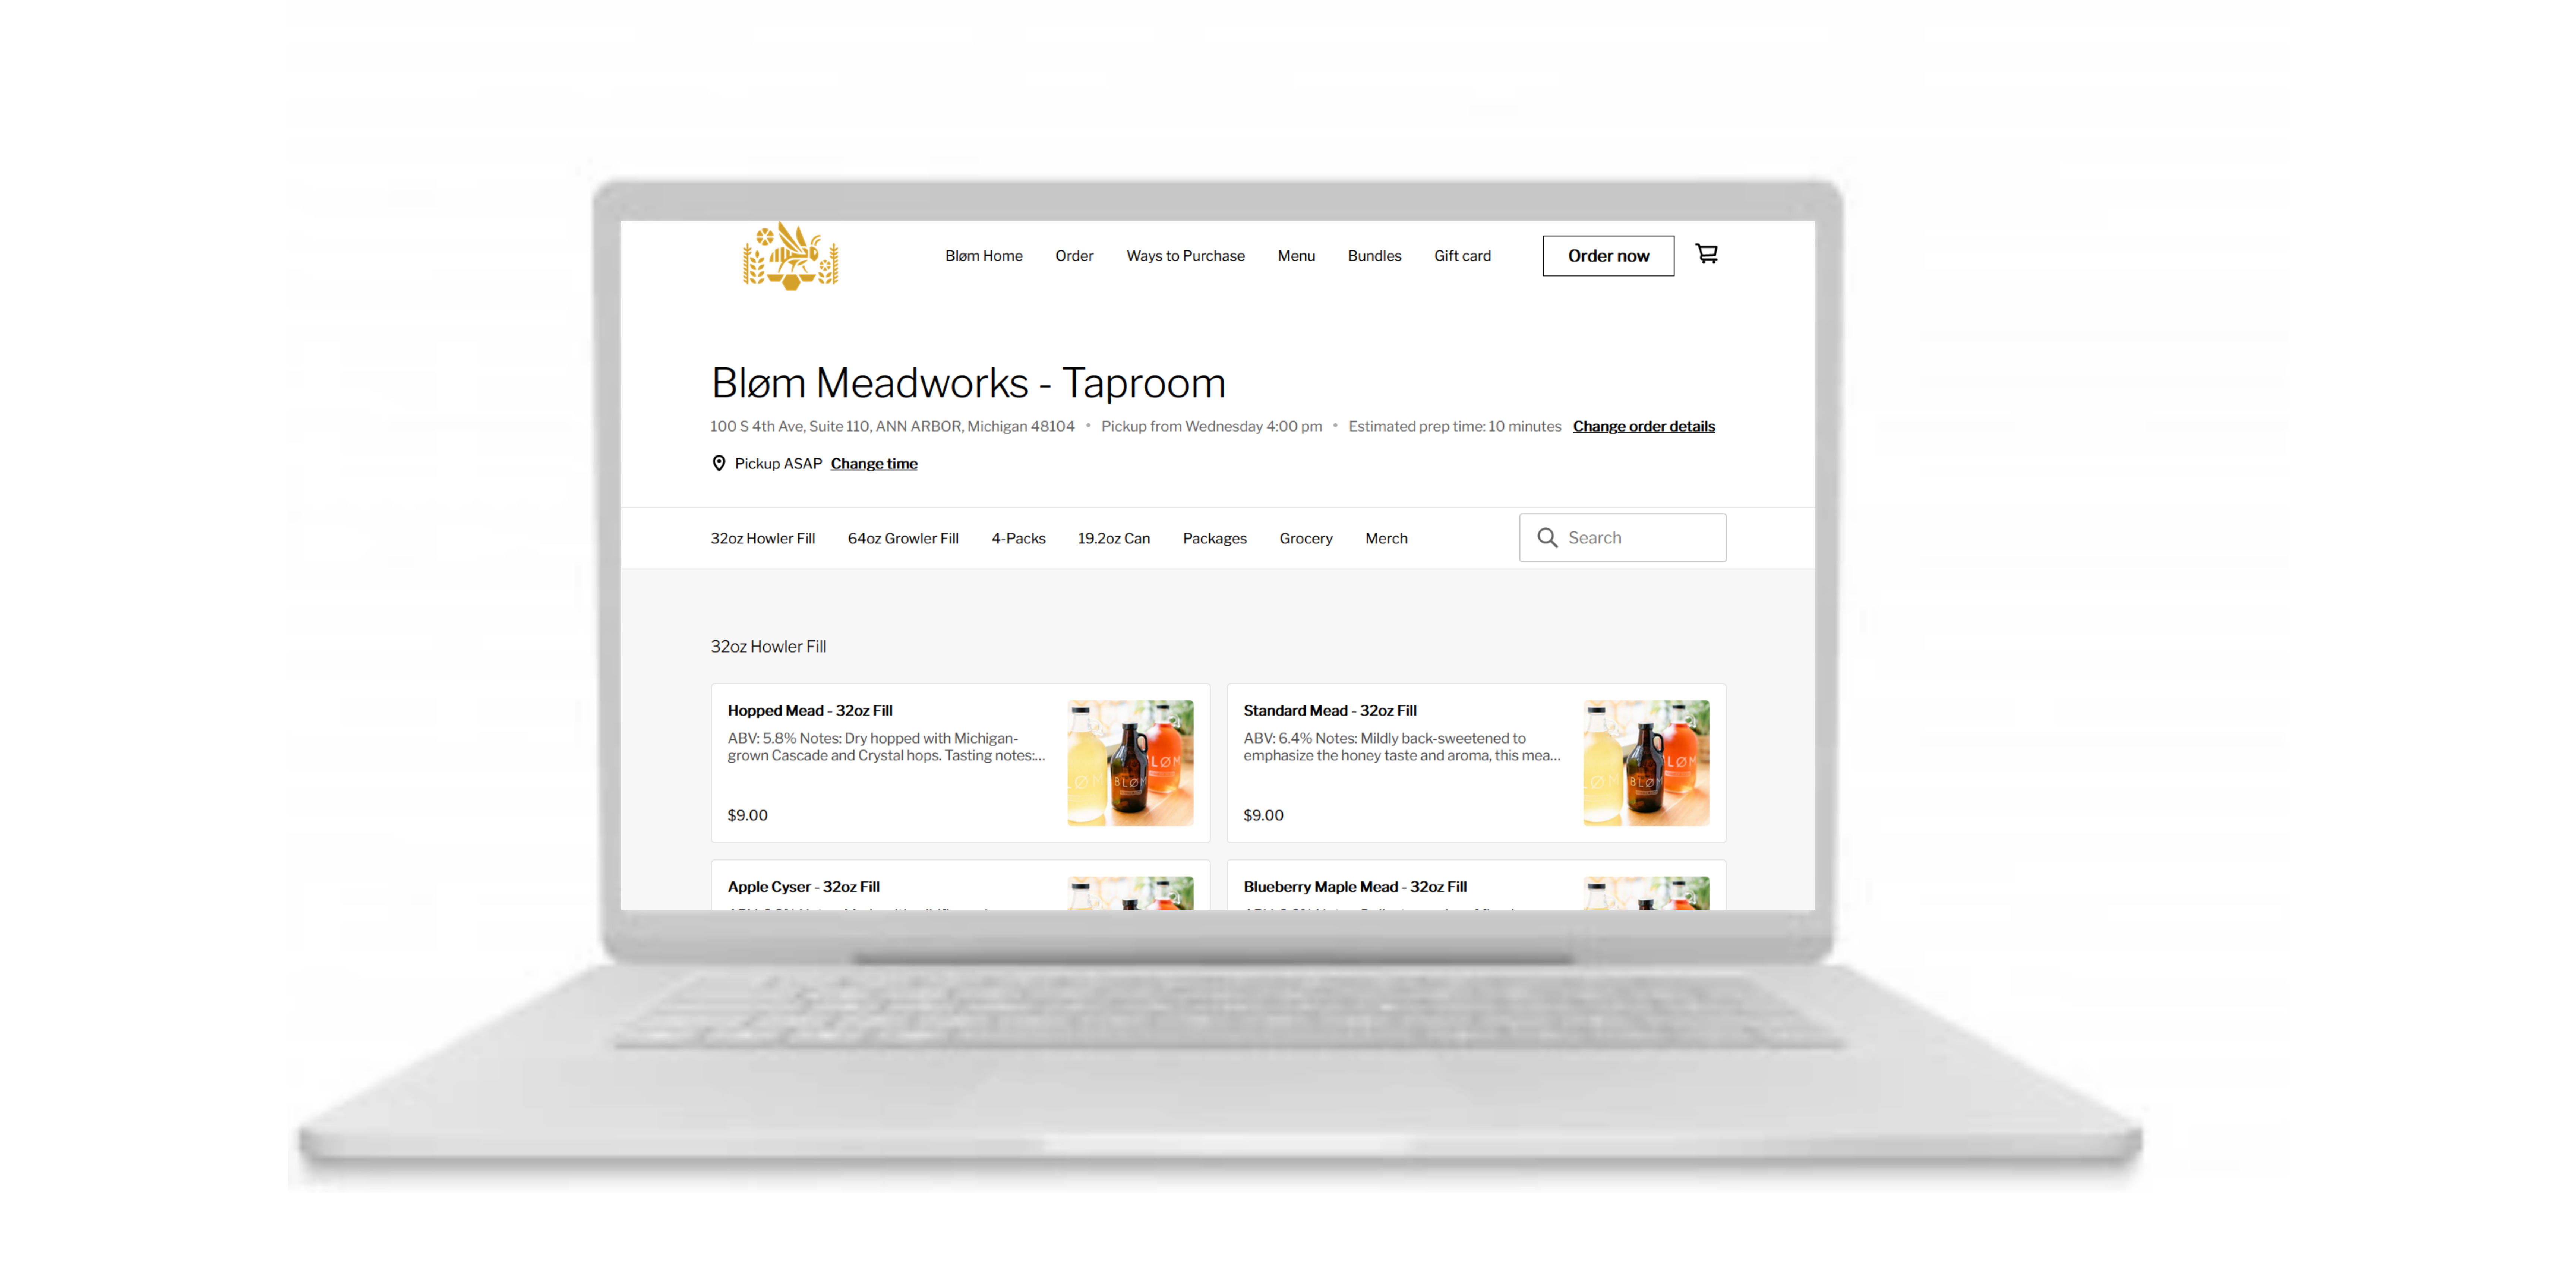 Bløm Home Order Ways to Purchase Menu Bundles Gift card Order now
Bløm Meadworks - Taproom
100 S 4th Ave, Suite 110, ANN ARBOR, Michigan 48104 • Pickup from Wednesday 4:00 pm • Estimated prep time: 10 minutes Change order details
Pickup ASAP Change time
32oz Howler Fill 64oz Growler Fill 4-Packs 19.2oz Can Packages Grocery Merch Search
32oz Howler Fill
Hopped Mead - 32oz Fill
ABV: 5.8% Notes: Dry hopped with Michigan-
grown Cascade and Crystal hops. Tasting notes:...
$9.00
BLØM
LØM
Standard Mead - 32oz Fill
ABV: 6.4% Notes: Mildly back-sweetened to
emphasize the honey taste and aroma, this mea...
$9.00
BLØM
LØM
Apple Cyser - 32oz Fill
Blueberry Maple Mead - 32oz Fill